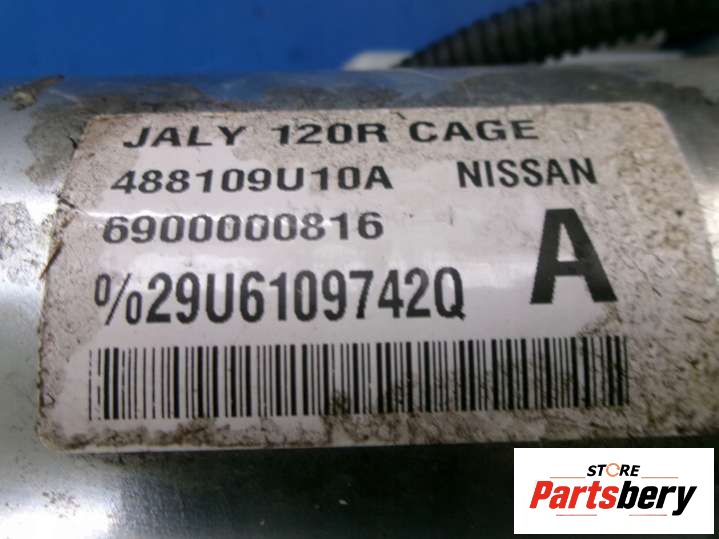 JALY 120R CAGE
488109U10A NISSAN
6900000816
A
%29U6109742Q
STORE
Partsbery